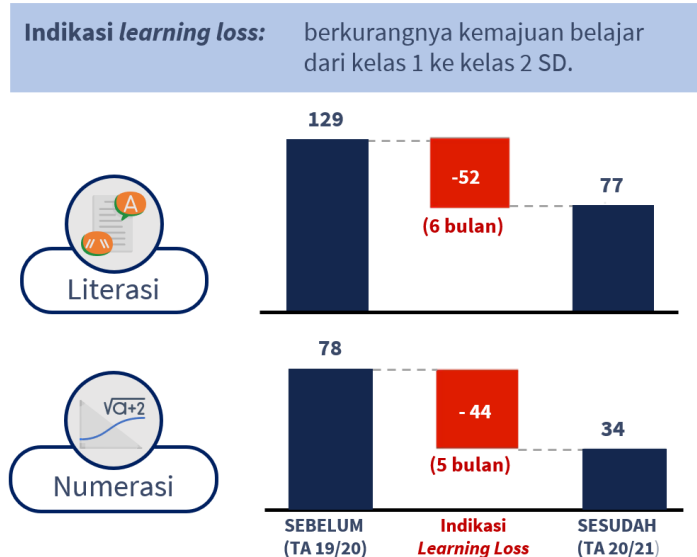 Indikasi learning loss: berkurangnya kemajuan belajar
dari kelas 1 ke kelas 2 SD.
129
-52
77
(6 bulan)
A
Literasi
78
- 44
34
√a+2
(5 bulan)
Numerasi
SEBELUM
(TA 19/20)
Indikasi
Learning Loss
SESUDAH
(TA 20/21)